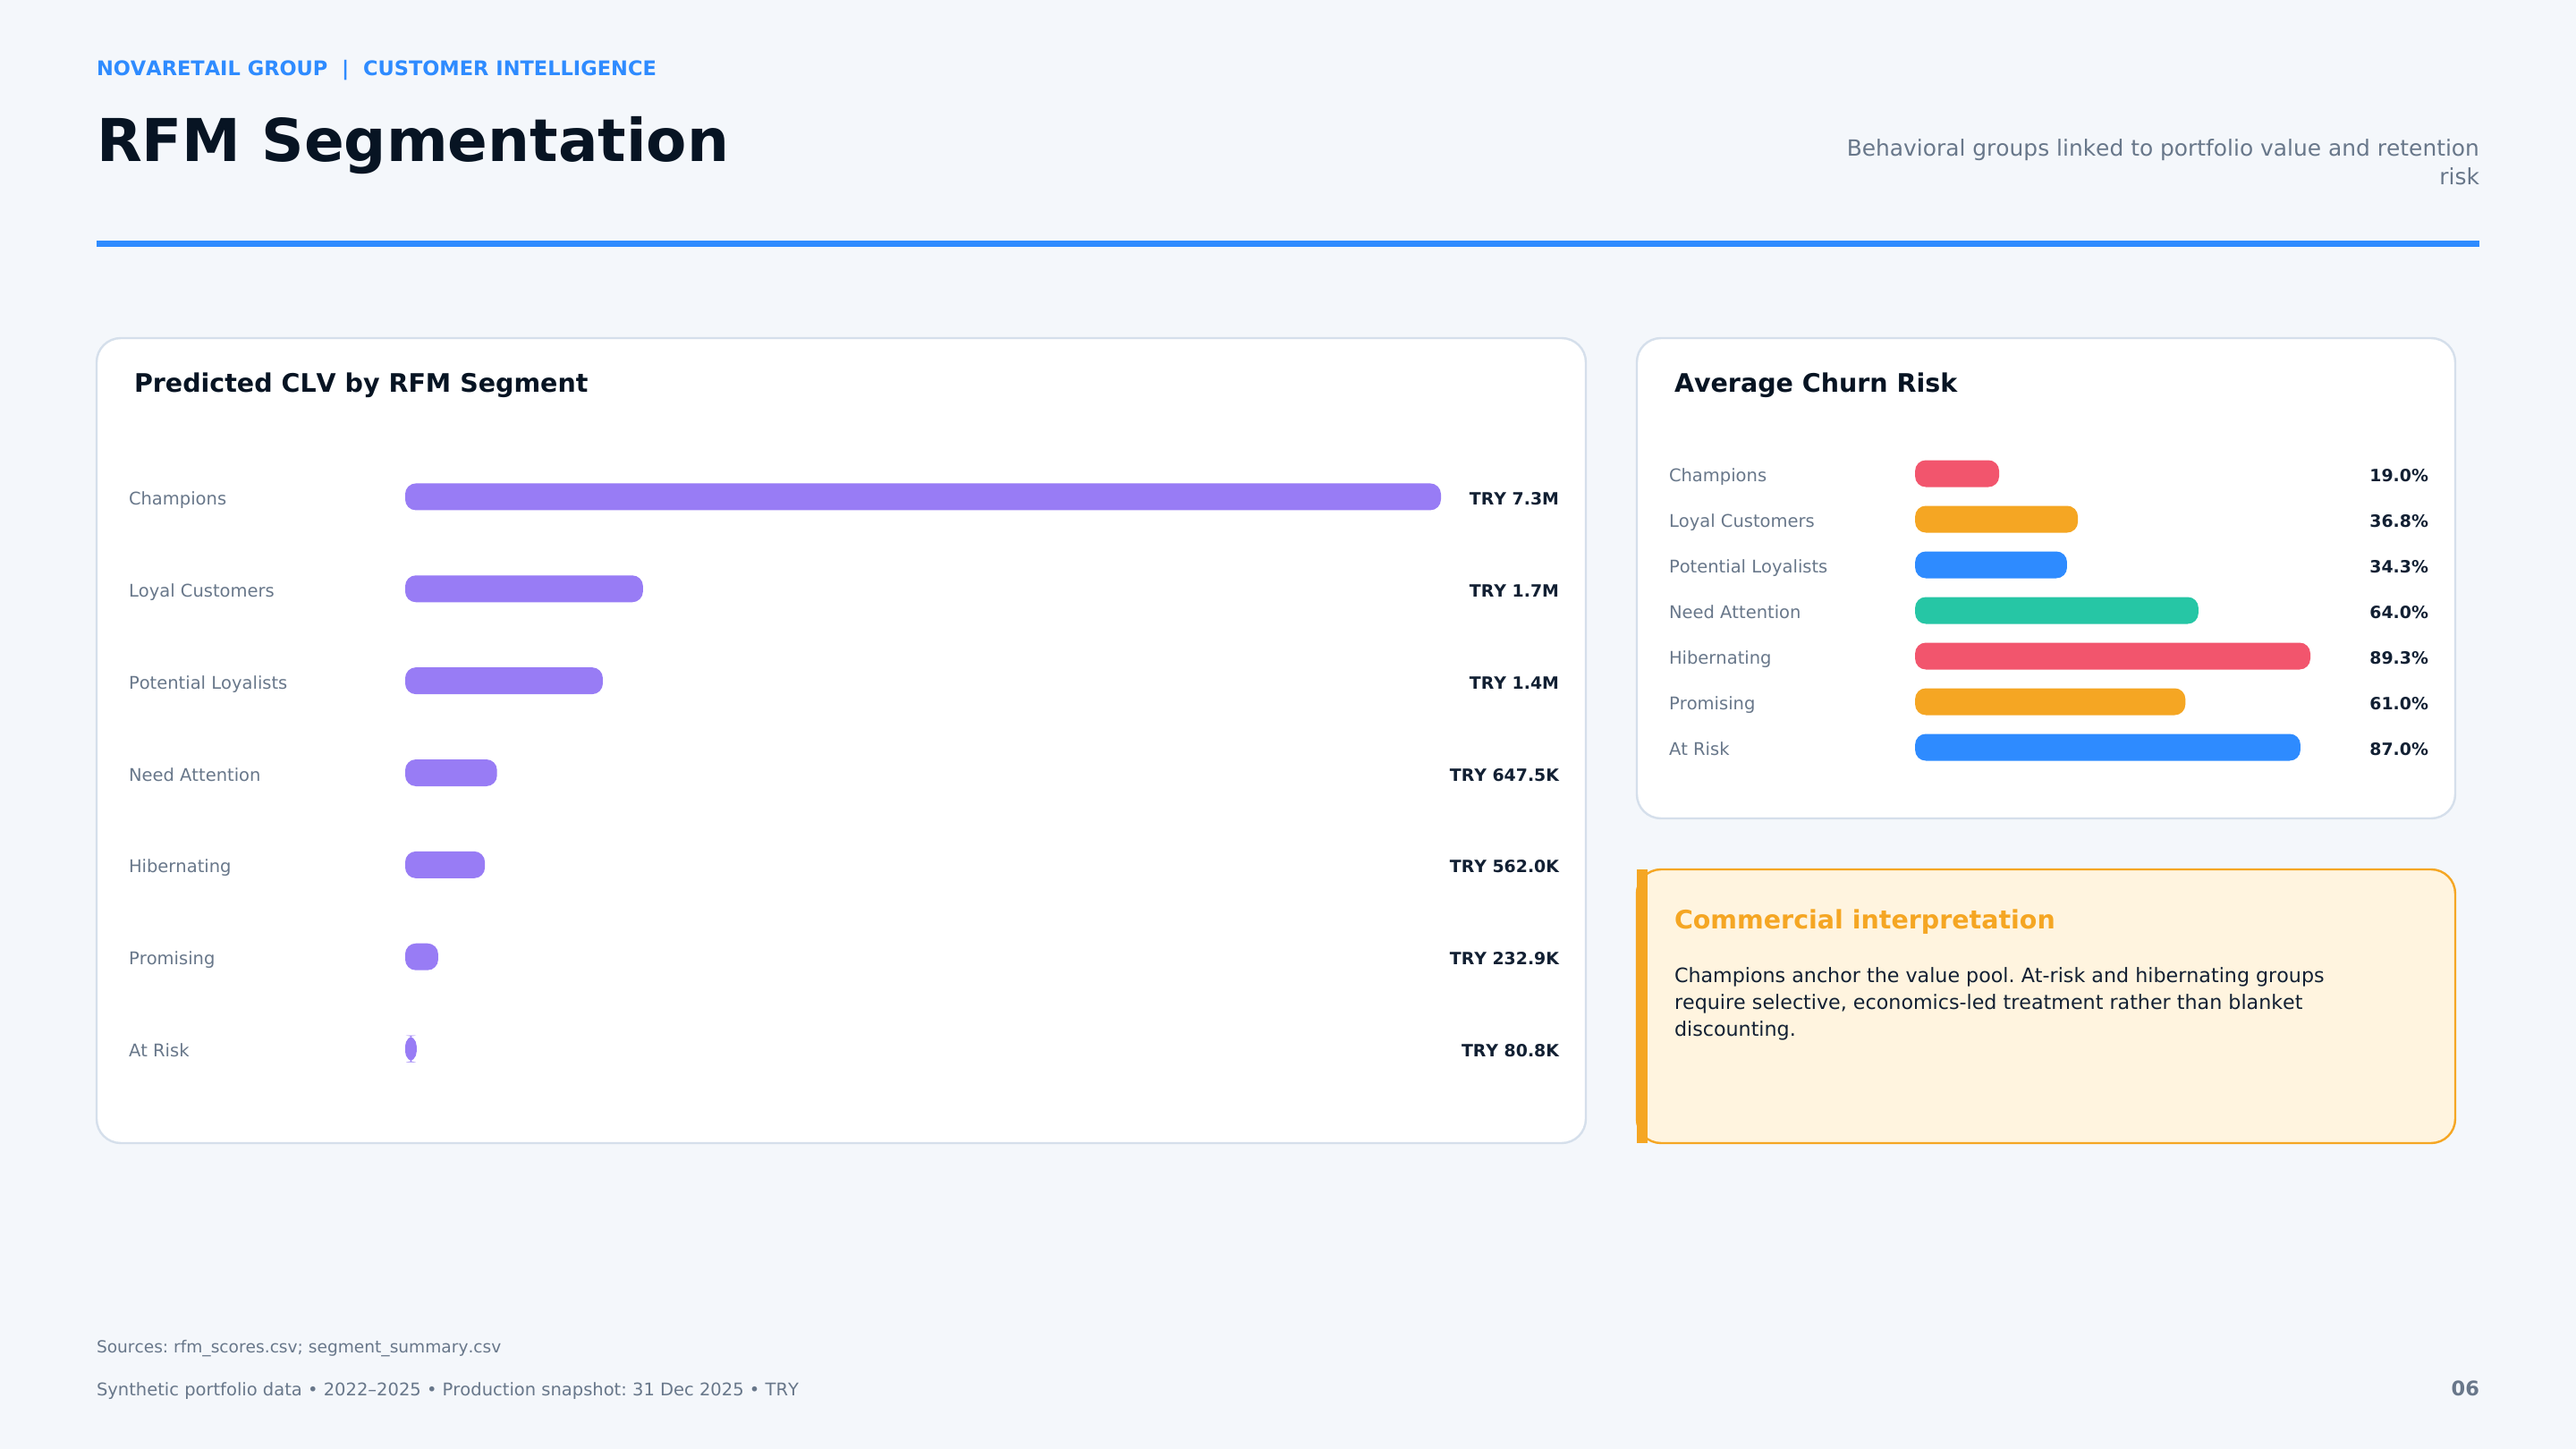 NOVARETAIL GROUP | CUSTOMER INTELLIGENCE
RFM Segmentation
Behavioral groups linked to portfolio value and retention
risk
Predicted CLV by RFM Segment
Champions TRY 7.3M
Loyal Customers TRY 1.7M
Potential Loyalists TRY 1.4M
Need Attention TRY 647.5K
Hibernating TRY 562.0K
Promising TRY 232.9K
At Risk TRY 80.8K
Average Churn Risk
Champions 19.0%
Loyal Customers 36.8%
Potential Loyalists 34.3%
Need Attention 64.0%
Hibernating 89.3%
Promising 61.0%
At Risk 87.0%
Commercial interpretation
Champions anchor the value pool. At-risk and hibernating groups
require selective, economics-led treatment rather than blanket
discounting.
Sources: rfm_scores.csv; segment_summary.csv
Synthetic portfolio data • 2022–2025 • Production snapshot: 31 Dec 2025 • TRY
06